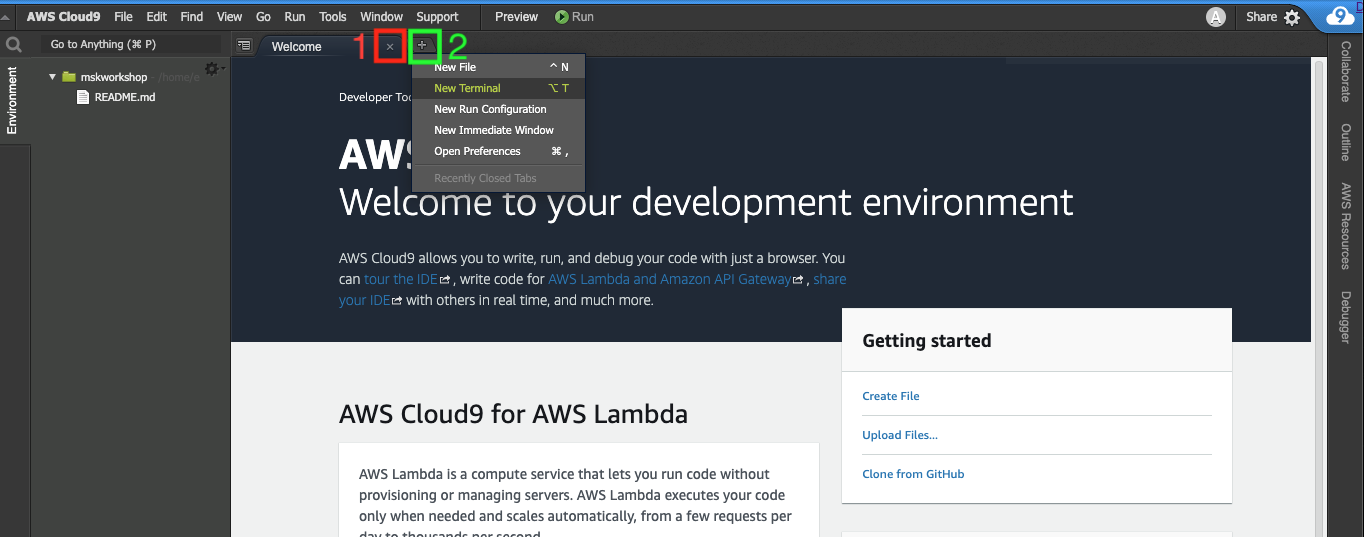 AWS Cloud9 File Edit Find View Go Run Tools Window Support Preview Run A Share 9
Go to Anything (⌘ P) Welcome 1 × + 2
Environment
mskworkshop - /home/e
README.md
New File ^ N
New Terminal ⌥ T
New Run Configuration
New Immediate Window
Open Preferences ⌘ ,
Recently Closed Tabs
Developer Too
AWS
Welcome to your development environment
AWS Cloud9 allows you to write, run, and debug your code with just a browser. You
can tour the IDE , write code for AWS Lambda and Amazon API Gateway , share
your IDE with others in real time, and much more.
Getting started
Create File
Upload Files...
Clone from GitHub
AWS Cloud9 for AWS Lambda
AWS Lambda is a compute service that lets you run code without
provisioning or managing servers. AWS Lambda executes your code
only when needed and scales automatically, from a few requests per
day to thousands per second.
Collaborate
Outline
AWS Resources
Debugger